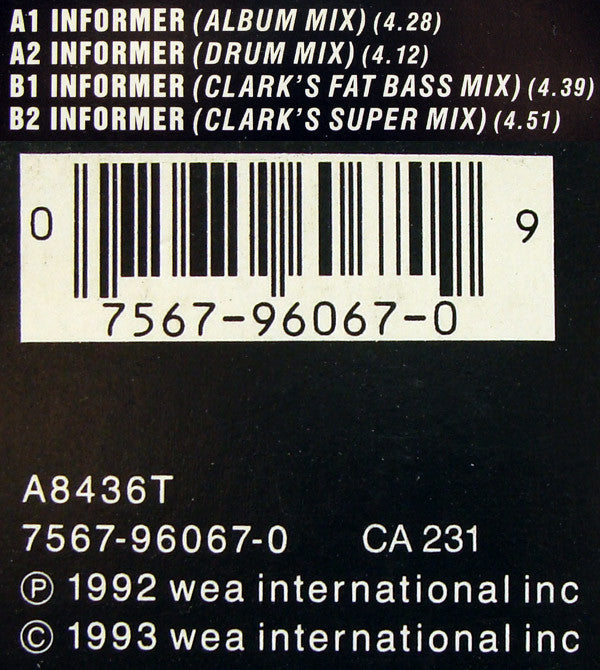 A1 INFORMER (ALBUM MIX) (4.28)
A2 INFORMER (DRUM MIX) (4.12)
B1 INFORMER (CLARK'S FAT BASS MIX) (4.39)
B2 INFORMER (CLARK'S SUPER MIX) (4.51)
0 9
7567-96067-0
A8436T
7567-96067-0 CA 231
℗ 1992 wea international inc
© 1993 wea international inc